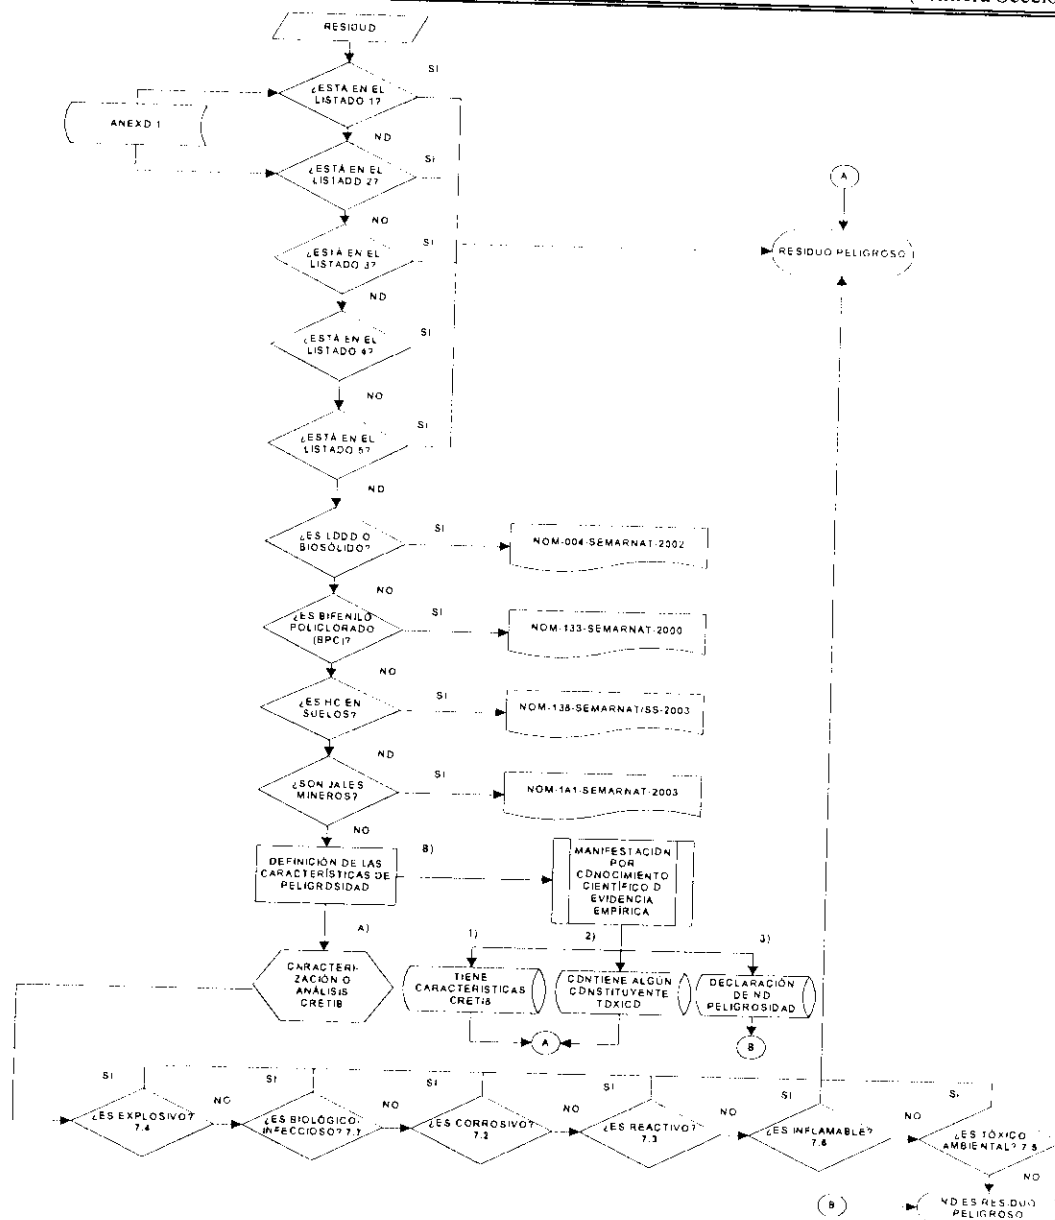 RESIDUO
SI
¿ESTA EN EL
LISTADO 1?
ANEXO 1
NO
SI
¿ESTÁ EN EL
LISTADO 2?
A
NO
SI
¿ESTÁ EN EL
LISTADO 3?
RESIDUO PELIGROSO
NO
SI
¿ESTÁ EN EL
LISTADO 4?
NO
SI
¿ESTÁ EN EL
LISTADO 5?
NO
SI
¿ES LODO O
BIOSÓLIDO?
NOM-004-SEMARNAT-2002
NO
SI
¿ES BIFENILO
POLICLORADO
(BPC)?
NOM-133-SEMARNAT-2000
NO
SI
¿ES HC EN
SUELOS?
NOM-138-SEMARNAT/SS-2003
NO
SI
¿SON JALES
MINEROS?
NOM-1A1-SEMARNAT-2003
NO
DEFINICIÓN DE LAS
CARACTERÍSTICAS DE
PELIGROSIDAD
B)
MANIFESTACIÓN
POR
CONOCIMIENTO
CIENTÍFICO O
EVIDENCIA
EMPÍRICA
A)
1)
2)
3)
CARACTERI-
ZACIÓN O
ANÁLISIS
CRETIB
TIENE
CARACTERÍSTICAS
CRETIB
CONTIENE ALGÚN
CONSTITUYENTE
TOXICO
DECLARACIÓN
DE NO
PELIGROSIDAD
A
B
SI
SI
SI
SI
SI
SI
¿ES EXPLOSIVO?
7.4
NO
¿ES BIOLÓGICO
INFECCIOSO? 7.7
NO
¿ES CORROSIVO?
7.2
NO
¿ES REACTIVO?
7.3
NO
¿ES INFLAMABLE?
7.6
NO
¿ES TÓXICO
AMBIENTAL? 7.5
NO
B
NO ES RESIDUO
PELIGROSO